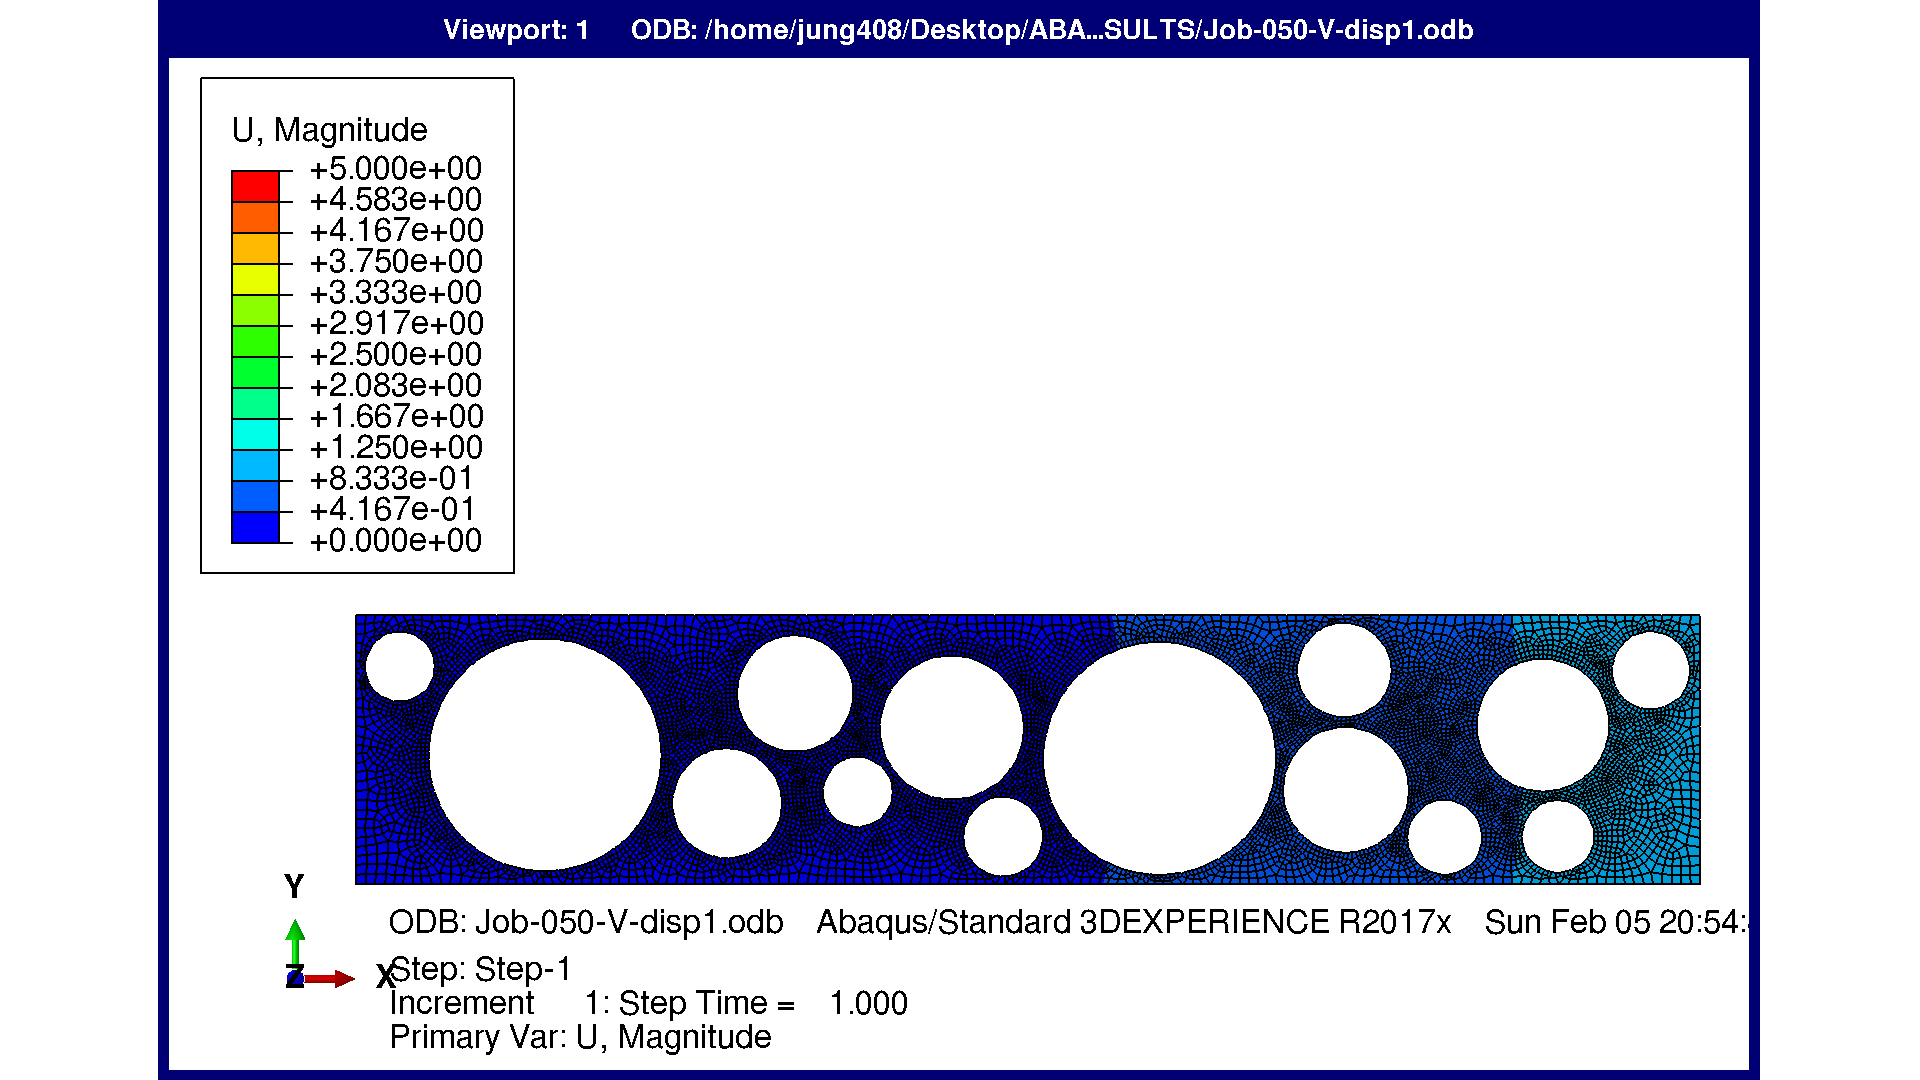 Viewport: 1 ODB: /home/jung408/Desktop/ABA...SULTS/Job-050-V-disp1.odb
U, Magnitude
+5.000e+00
+4.583e+00
+4.167e+00
+3.750e+00
+3.333e+00
+2.917e+00
+2.500e+00
+2.083e+00
+1.667e+00
+1.250e+00
+8.333e-01
+4.167e-01
+0.000e+00
Y
Z
X
ODB: Job-050-V-disp1.odb Abaqus/Standard 3DEXPERIENCE R2017x Sun Feb 05 20:54:
Step: Step-1
Increment 1: Step Time = 1.000
Primary Var: U, Magnitude